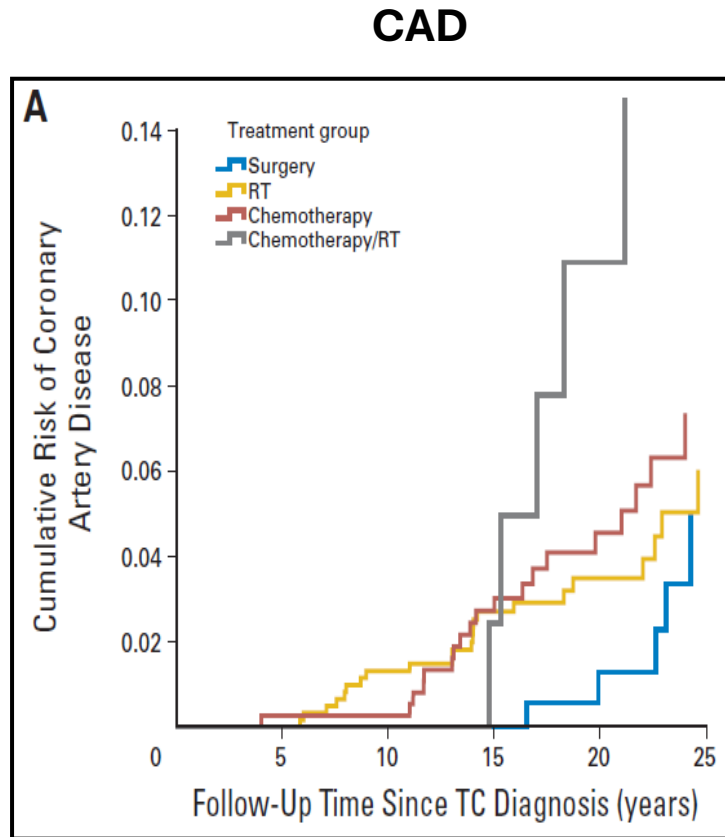 CAD
A
Treatment group
Surgery
RT
Chemotherapy
Chemotherapy/RT
Cumulative Risk of Coronary
Artery Disease
0.14
0.12
0.10
0.08
0.06
0.04
0.02
0 5 10 15 20 25
Follow-Up Time Since TC Diagnosis (years)